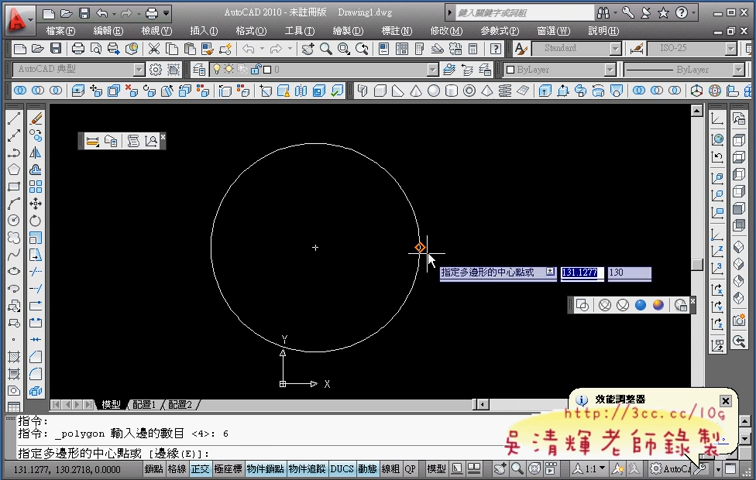 AutoCAD 2010 - 未註冊版 Drawing1.dwg
鍵入關鍵字或詞組
檔案(F) 編輯(E) 檢視(V) 插入(I) 格式(O) 工具(T) 繪製(D) 標註(N) 修改(M) 參數式(P) 視窗(W) 說明(H)
Standard ISO-25
AutoCAD 典型 0 ByLayer ByLayer
指定多邊形的中心點或 131.1277 130
Y
X
模型 配置1 配置2
效能調整器
http://3cc.cc/10g
吳清輝老師錄製
指令:
指令: _polygon 輸入邊的數目 <4>: 6
指定多邊形的中心點或 [邊緣(E)]:
131.1277, 130.2718, 0.0000 鎖點 格線 正交 極座標 物件鎖點 物件追蹤 DUCS 動態 線粗 QP 模型 1:1 AutoCA